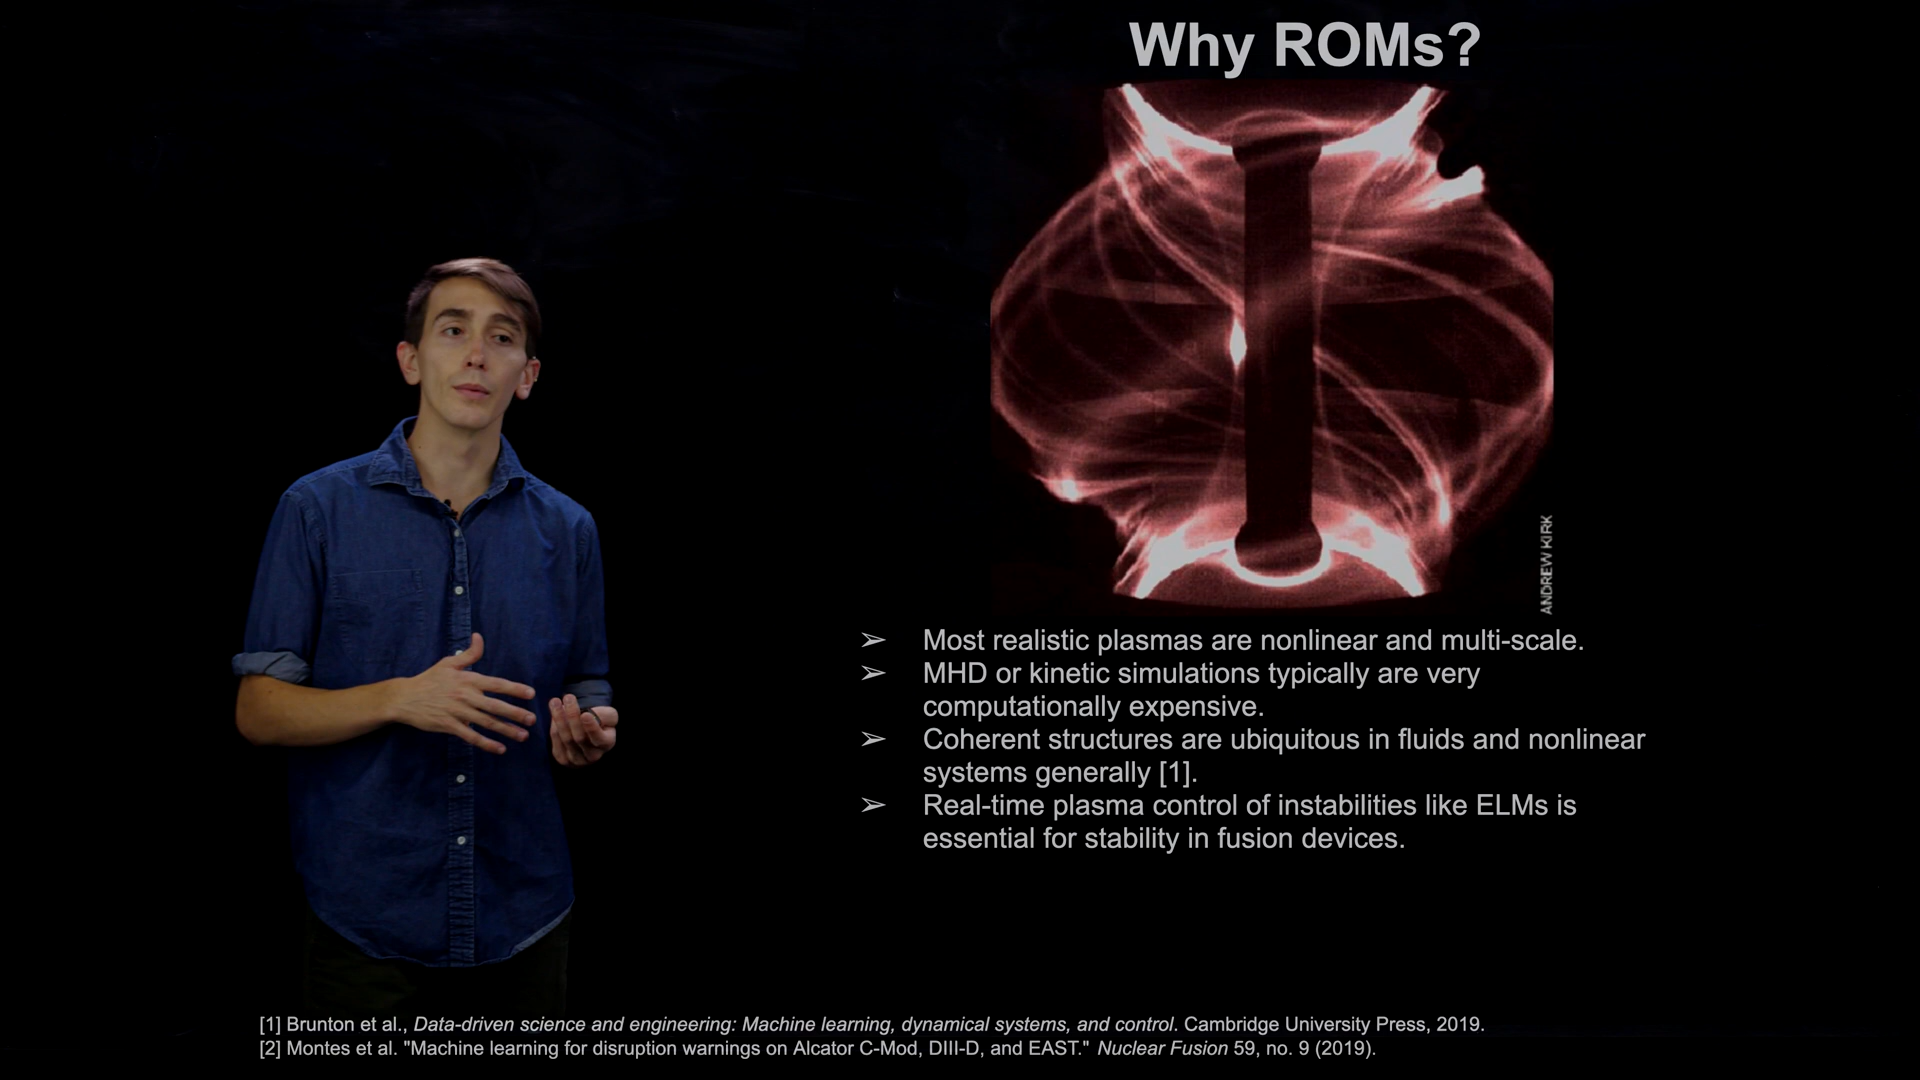 Why ROMs?
ANDREW KIRK
➢ Most realistic plasmas are nonlinear and multi-scale.
➢ MHD or kinetic simulations typically are very
computationally expensive.
➢ Coherent structures are ubiquitous in fluids and nonlinear
systems generally [1].
➢ Real-time plasma control of instabilities like ELMs is
essential for stability in fusion devices.
[1] Brunton et al., Data-driven science and engineering: Machine learning, dynamical systems, and control. Cambridge University Press, 2019.
[2] Montes et al. "Machine learning for disruption warnings on Alcator C-Mod, DIII-D, and EAST." Nuclear Fusion 59, no. 9 (2019).